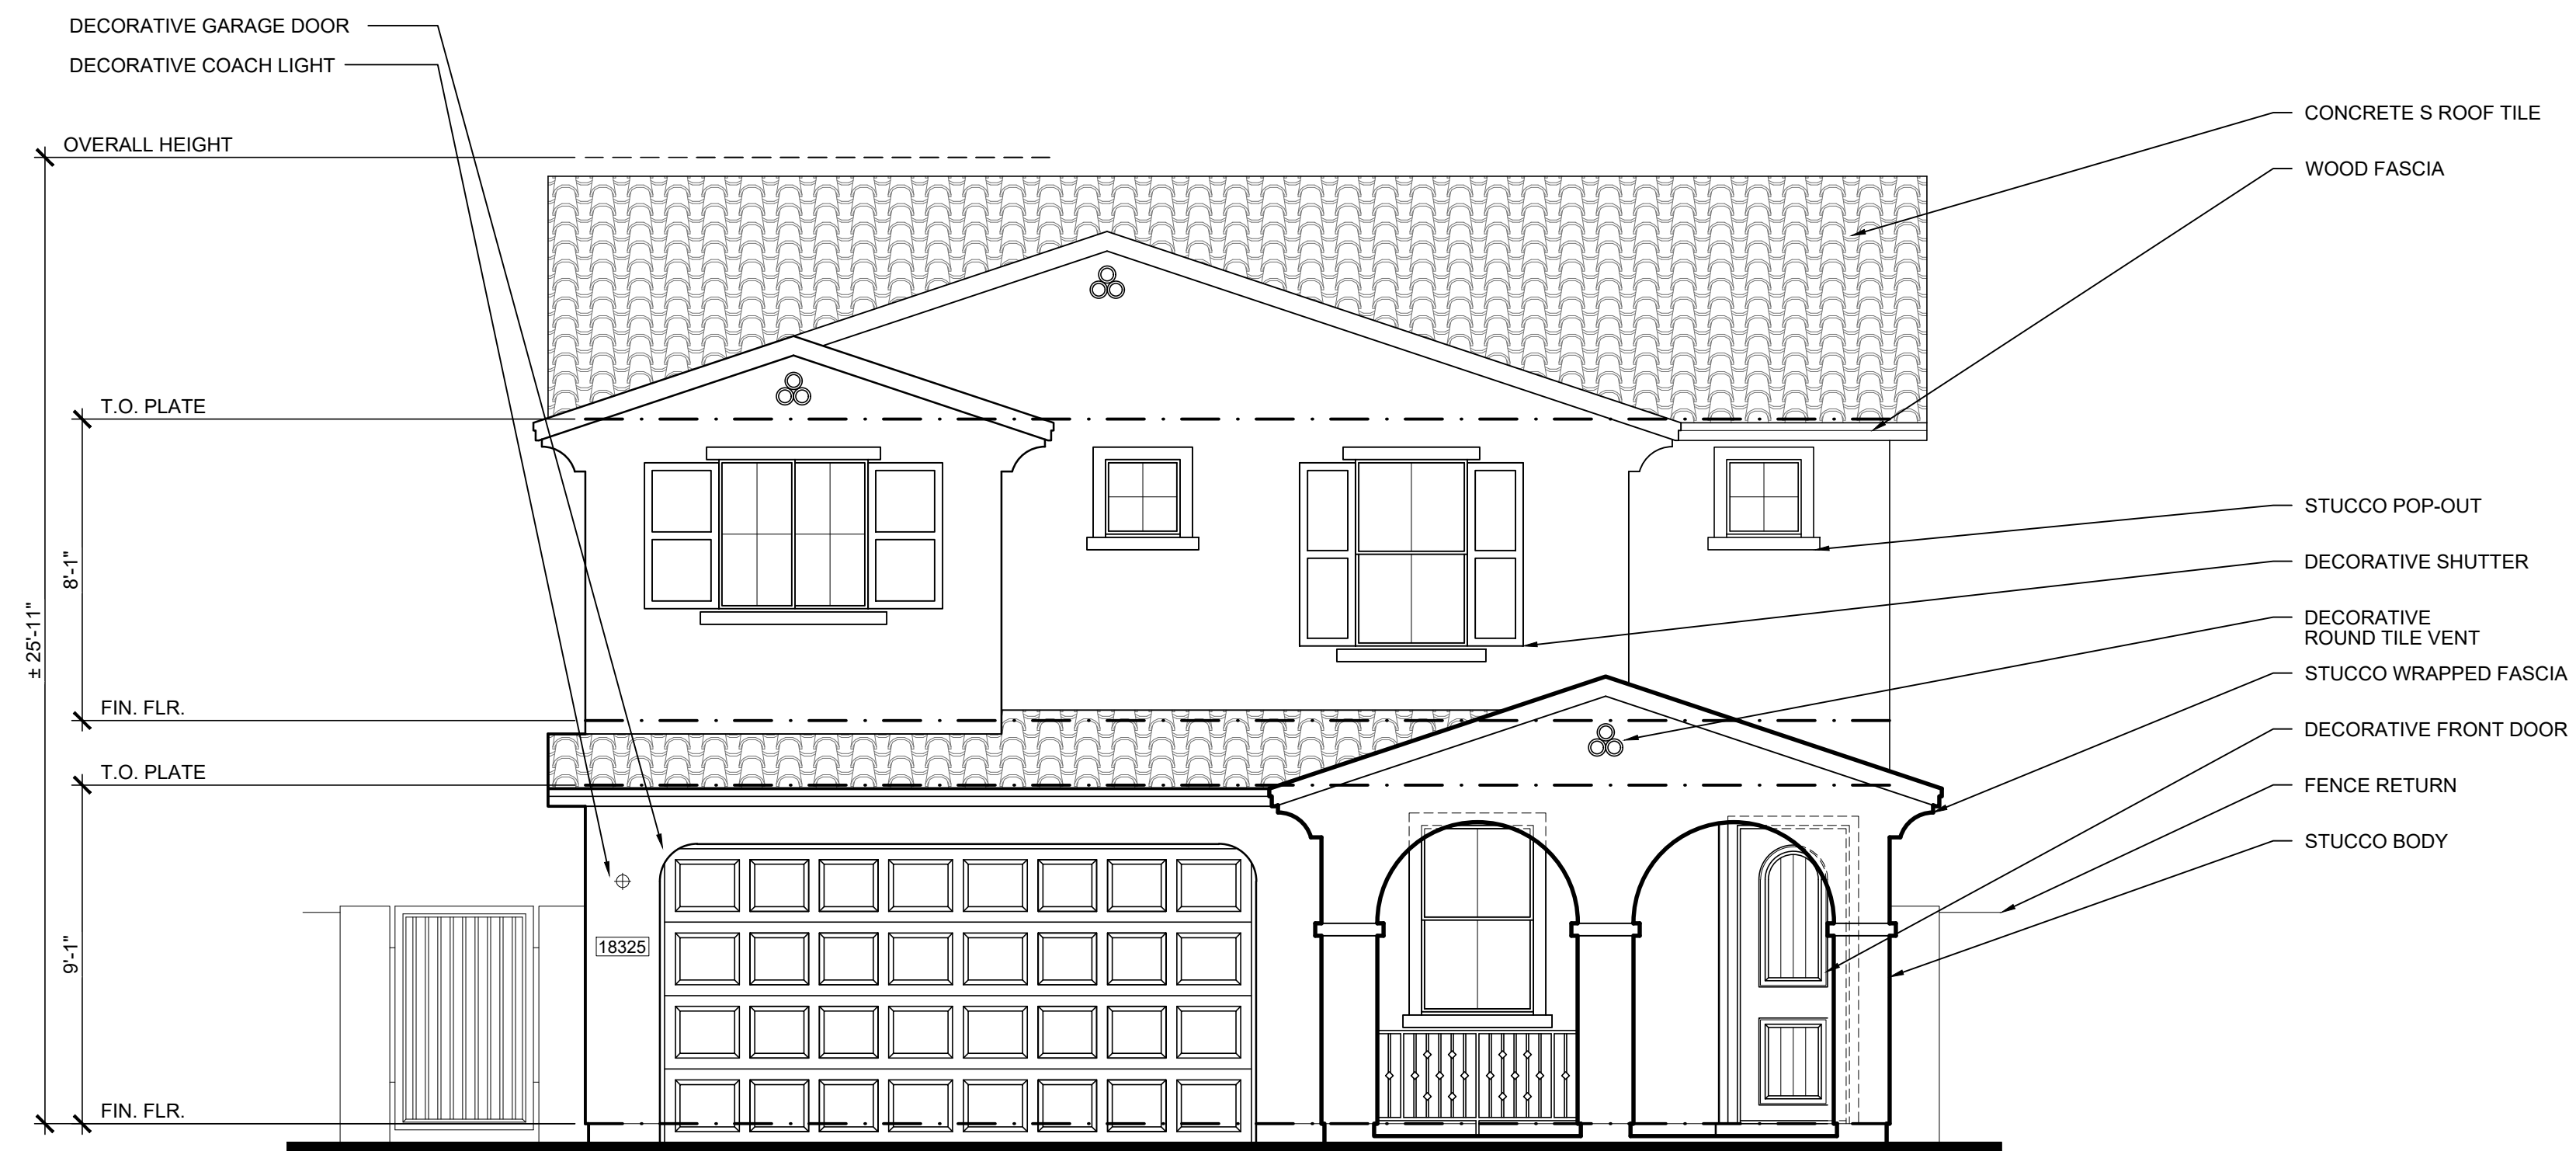 DECORATIVE GARAGE DOOR
DECORATIVE COACH LIGHT
OVERALL HEIGHT
T.O. PLATE
8'-1"
± 25'-11"
FIN. FLR.
T.O. PLATE
9'-1"
FIN. FLR.
18325
CONCRETE S ROOF TILE
WOOD FASCIA
STUCCO POP-OUT
DECORATIVE SHUTTER
DECORATIVE
ROUND TILE VENT
STUCCO WRAPPED FASCIA
DECORATIVE FRONT DOOR
FENCE RETURN
STUCCO BODY